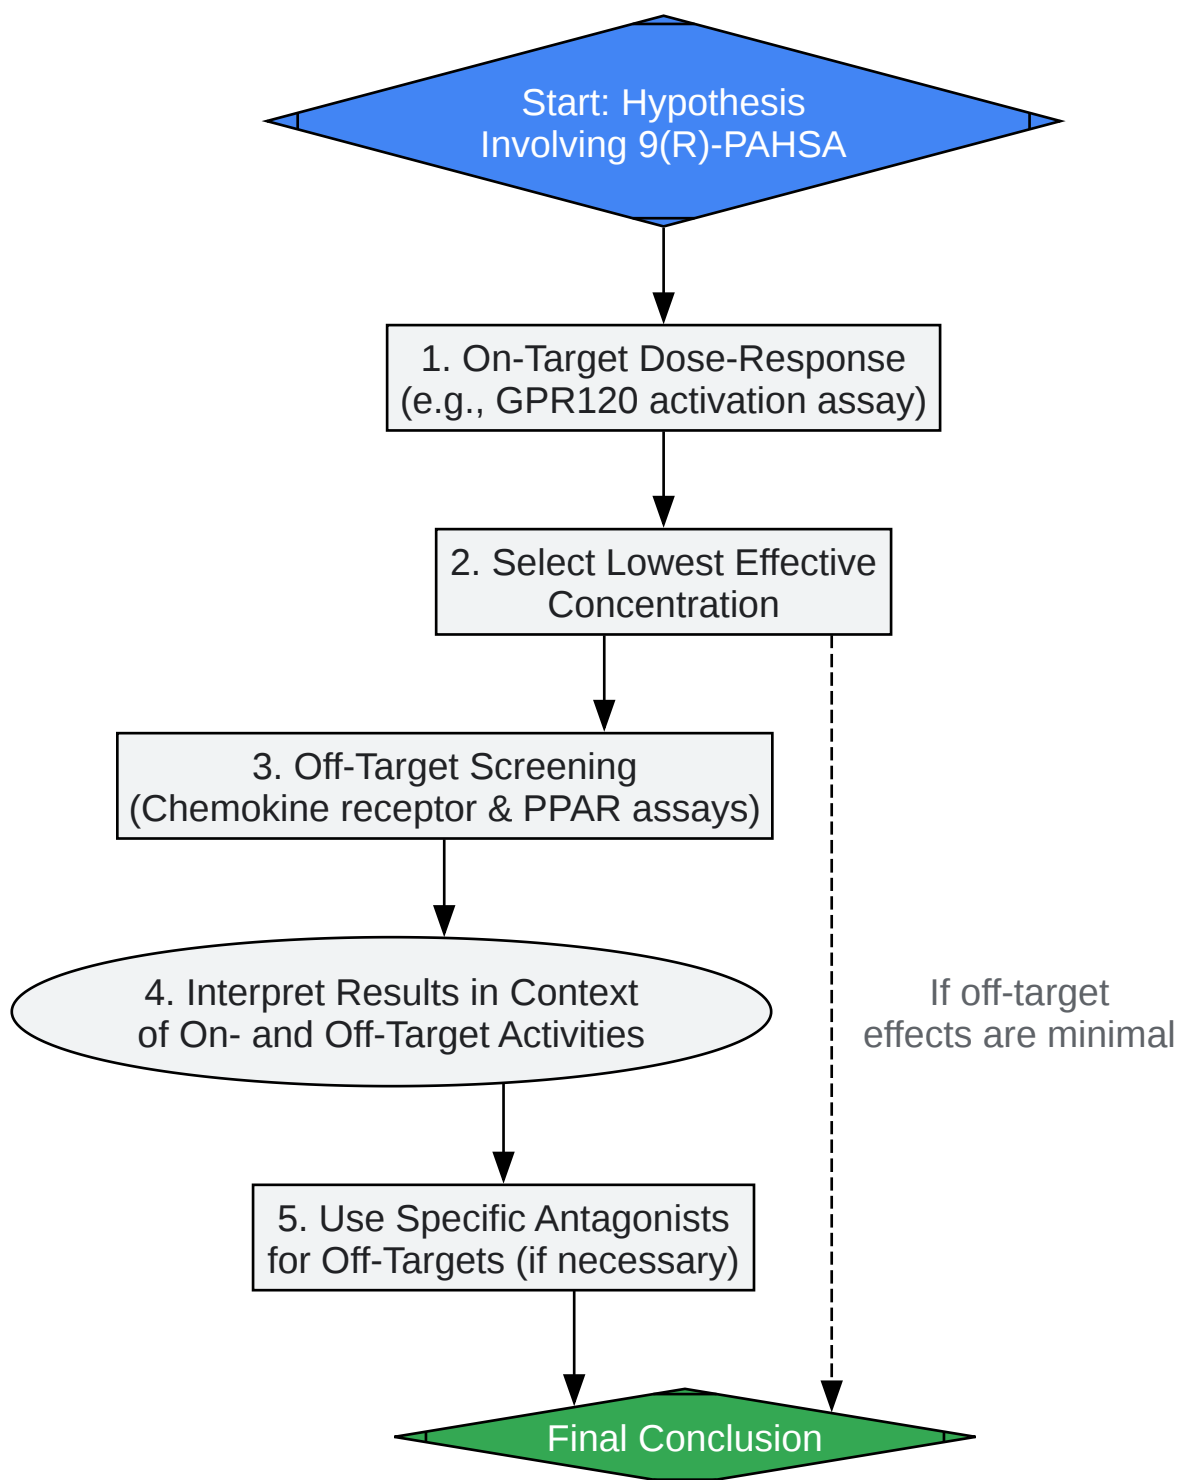 Start: Hypothesis
Involving 9(R)-PAHSA
1. On-Target Dose-Response
(e.g., GPR120 activation assay)
2. Select Lowest Effective
Concentration
3. Off-Target Screening
(Chemokine receptor & PPAR assays)
4. Interpret Results in Context
of On- and Off-Target Activities
If off-target
effects are minimal
5. Use Specific Antagonists
for Off-Targets (if necessary)
Final Conclusion